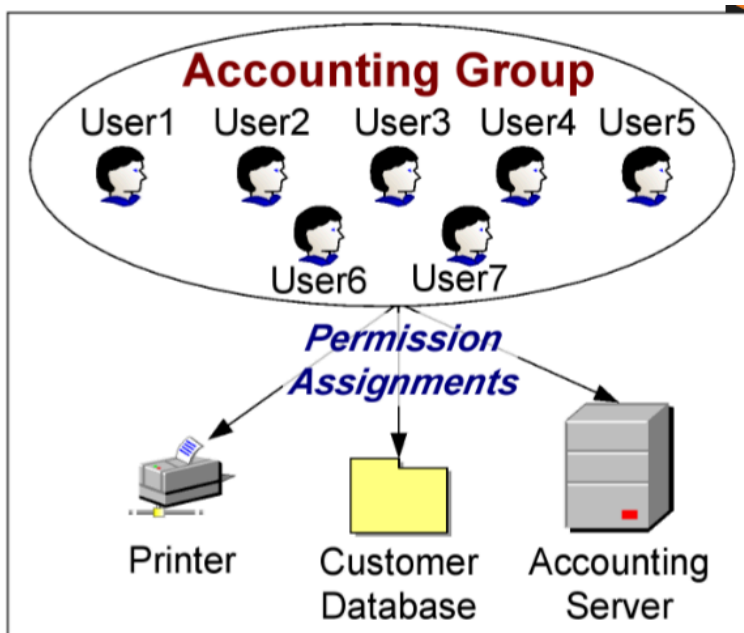 Accounting Group
User1 User2 User3 User4 User5
User6 User7
Permission
Assignments
Printer
Customer
Database
Accounting
Server